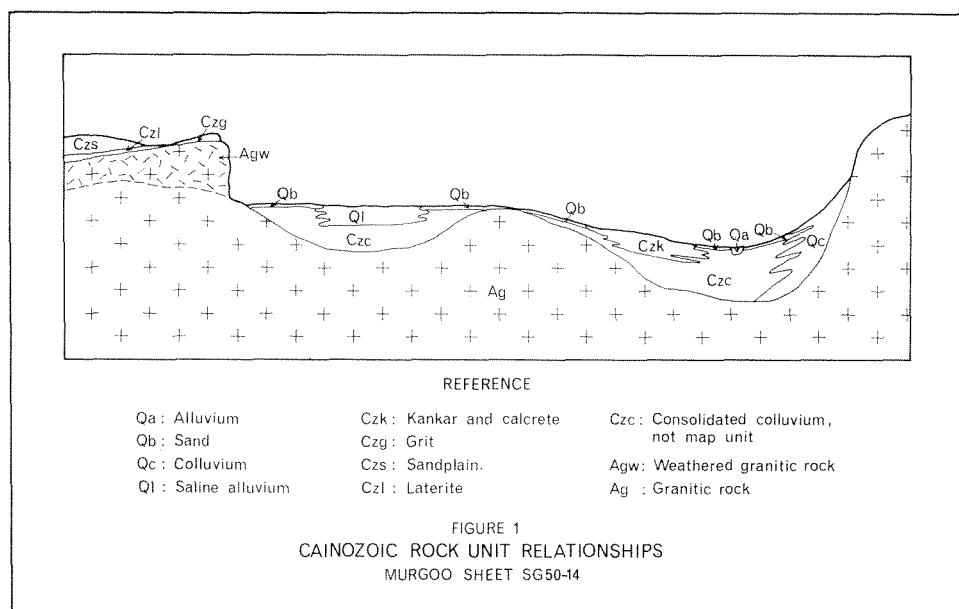 Czg
Czl
Czs
Agw
Qb
Qb
Ql
Qb
Czc
Qb
Qa
Qb
Qc
Czk
Czc
Ag
REFERENCE
Qa : Alluvium
Qb : Sand
Qc : Colluvium
Ql : Saline alluvium
Czk : Kankar and calcrete
Czg : Grit
Czs : Sandplain.
Czl : Laterite
Czc : Consolidated colluvium,
not map unit
Agw: Weathered granitic rock
Ag : Granitic rock
FIGURE 1
CAINOZOIC ROCK UNIT RELATIONSHIPS
MURGOO SHEET SG50-14